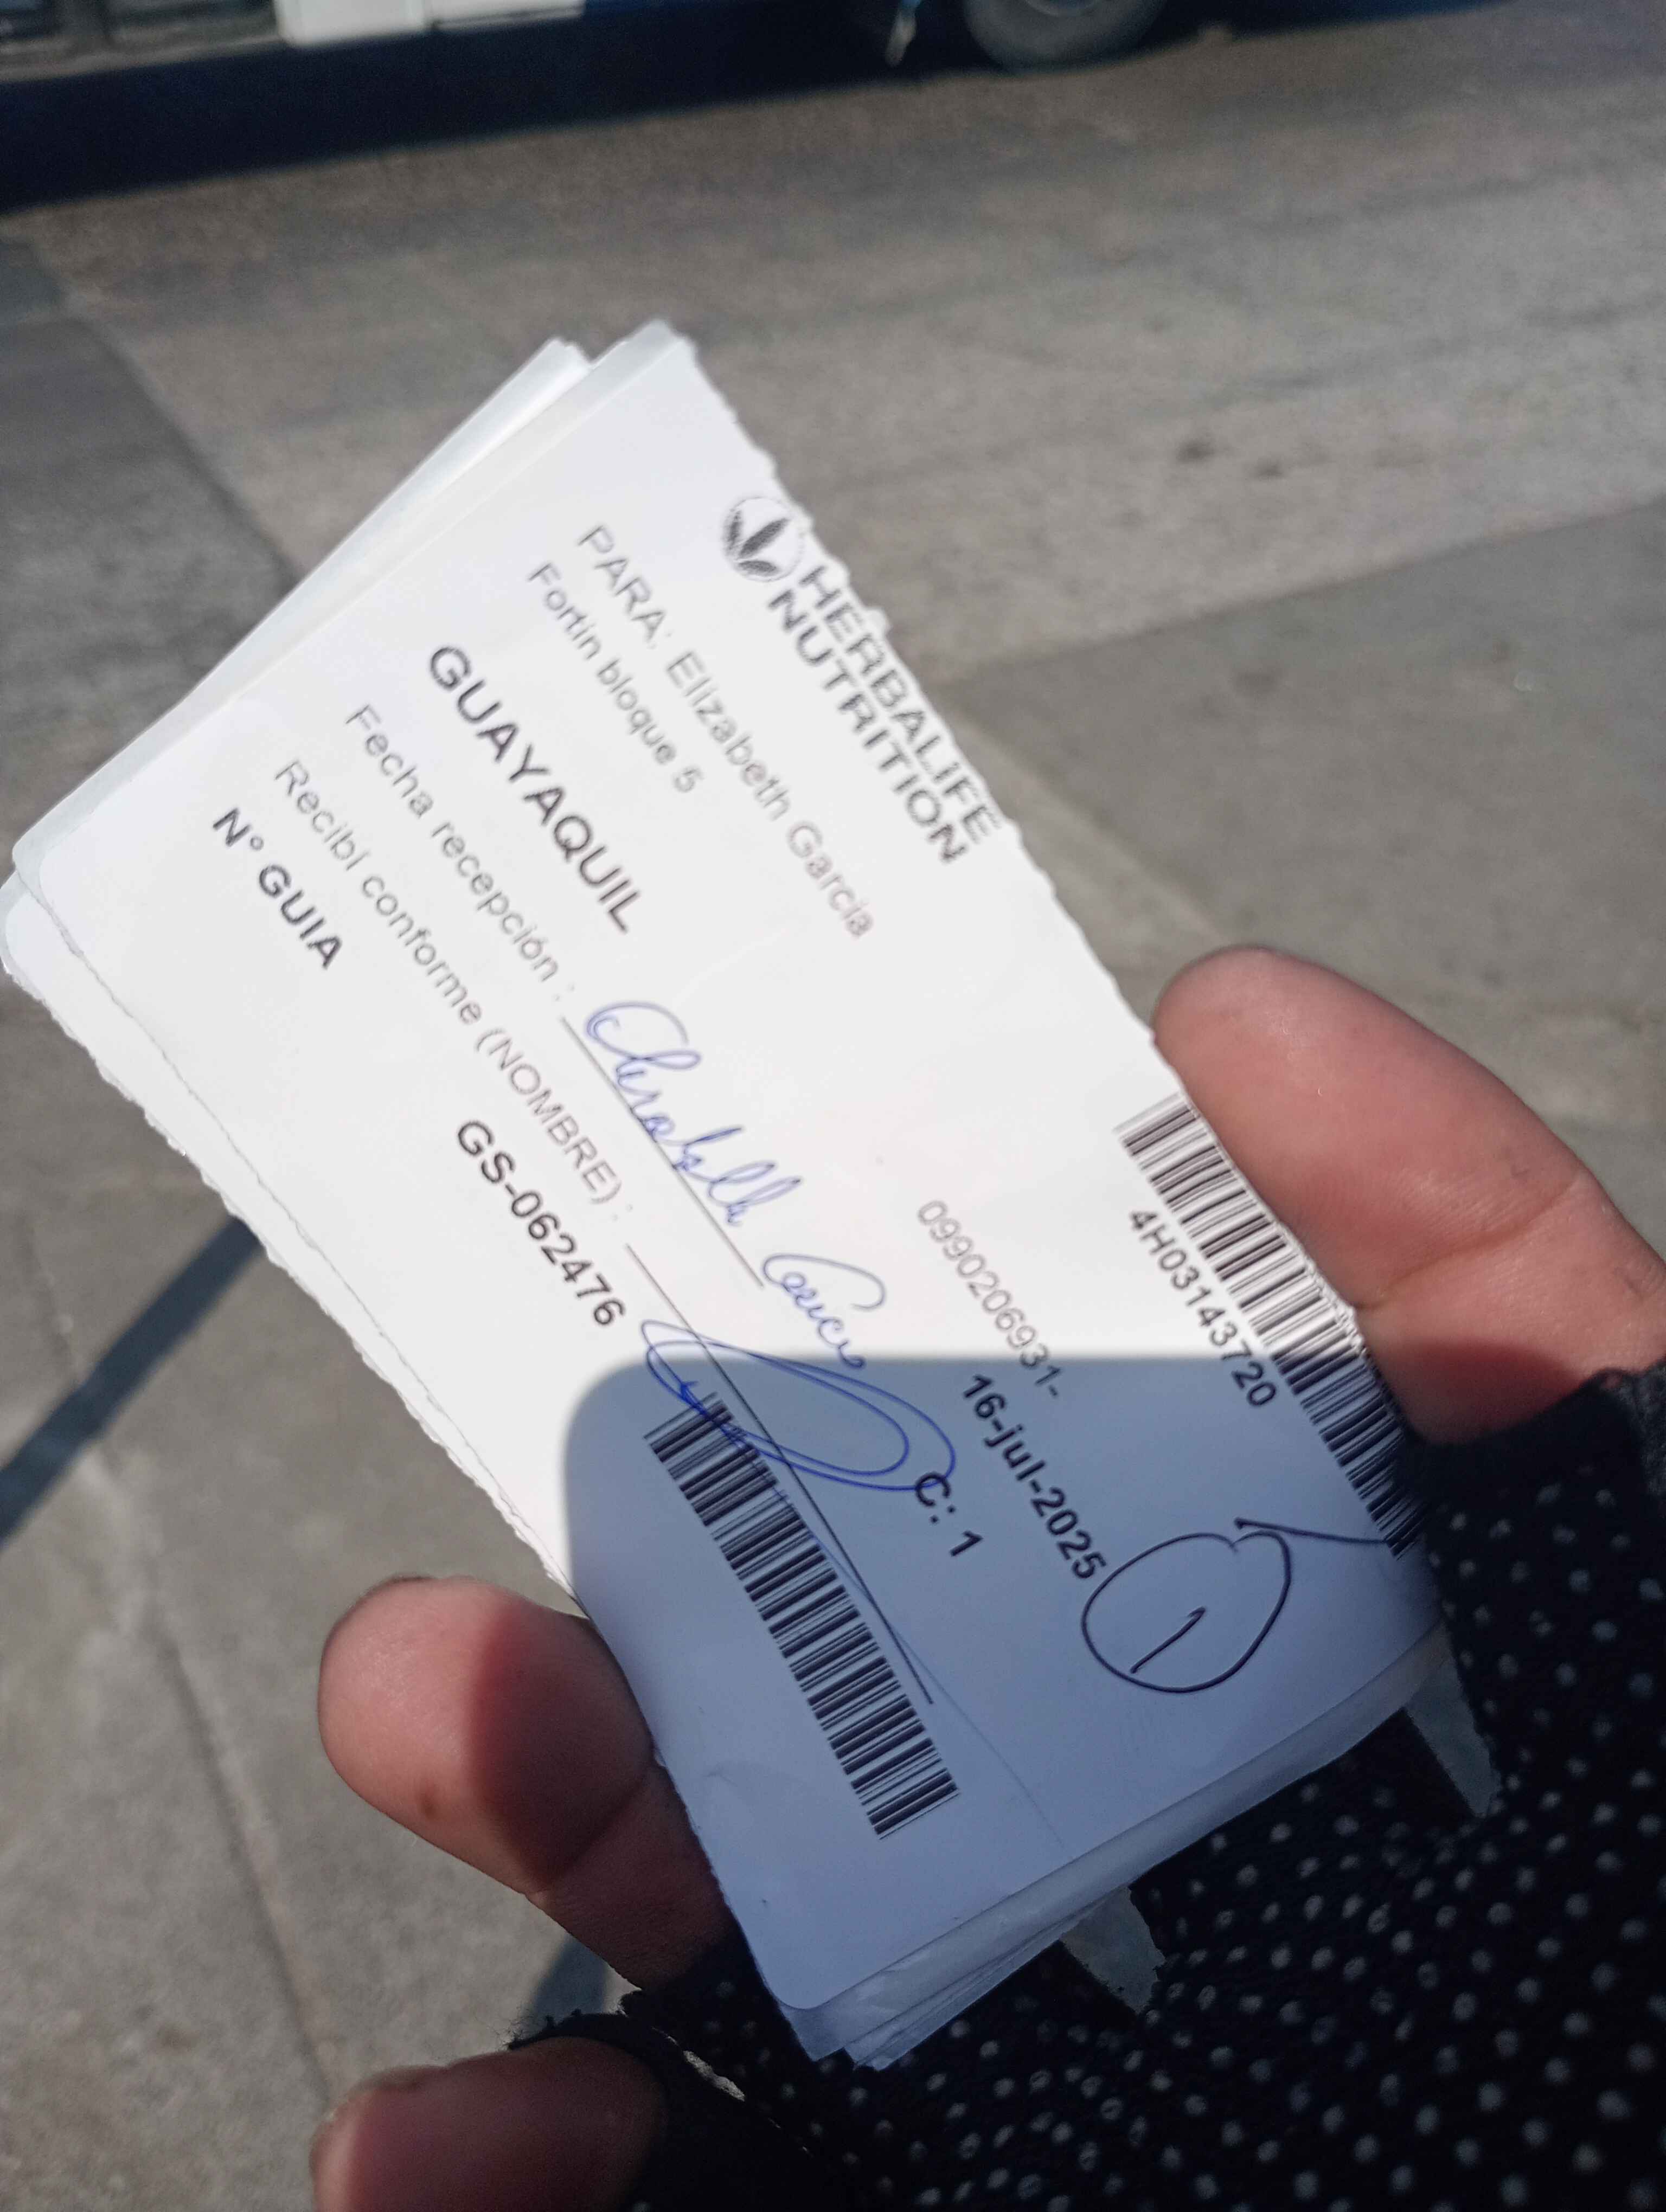 HERBALIFE
NUTRITION
4H03143720
PARA: Elizabeth Garcia
0990206931-
Fortin bloque 5
16-jul-2025
1
GUAYAQUIL
C: 1
Fecha recepción :
Recibí conforme (NOMBRE) :
N° GUIA
GS-062476